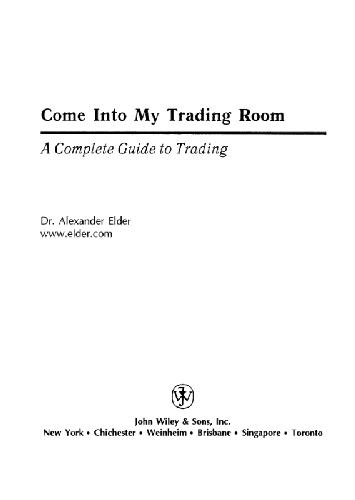 Come Into My Trading Room
A Complete Guide to Trading
Dr. Alexander Elder
www.elder.com
John Wiley & Sons, Inc.
New York • Chichester • Weinheim • Brisbane • Singapore • Toronto